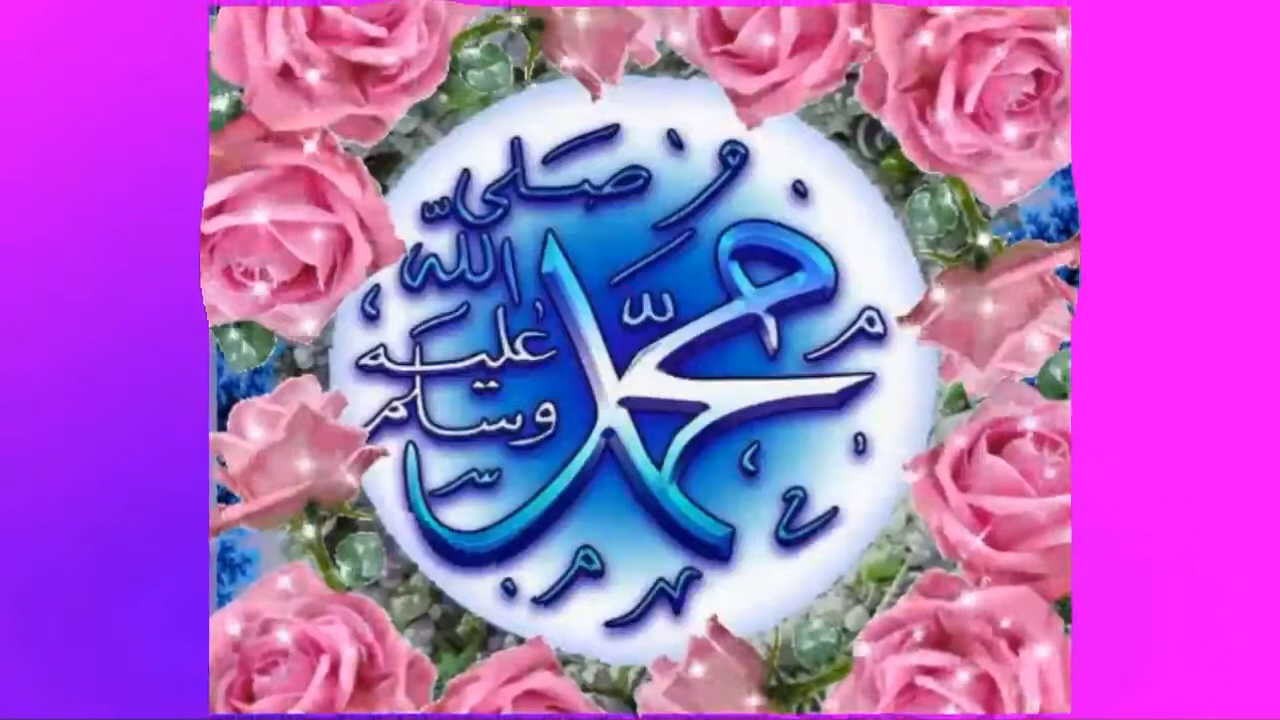 محمد
صلى
الله
عليه
وسلم